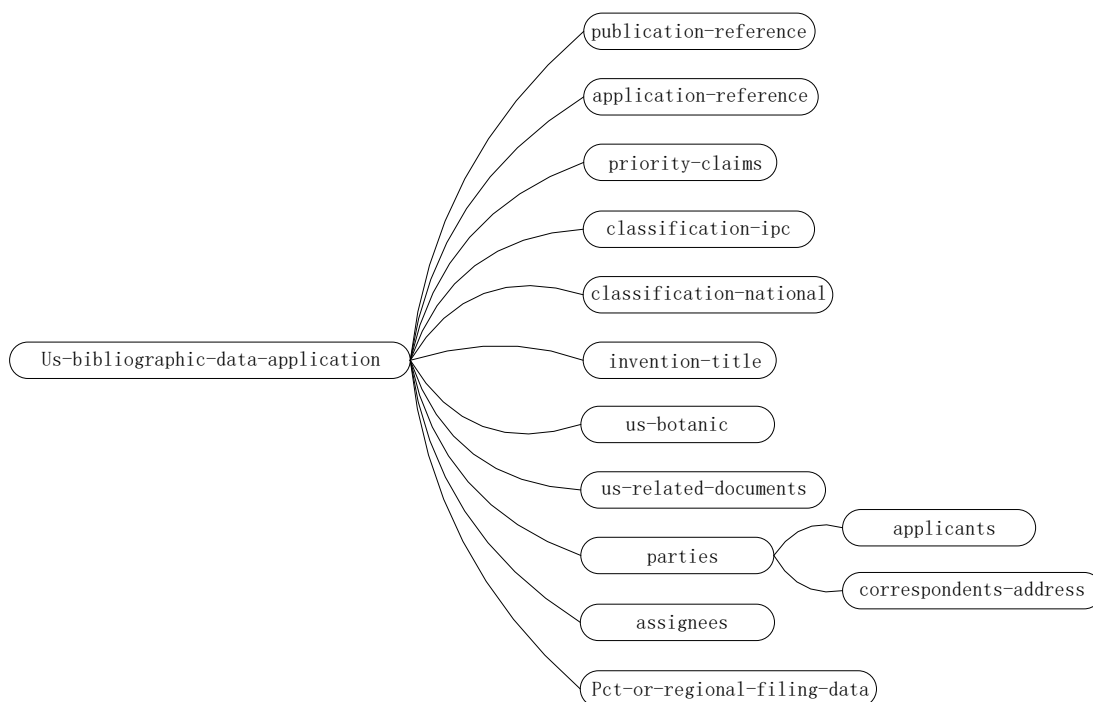 publication-reference
application-reference
priority-claims
classification-ipc
classification-national
Us-bibliographic-data-application
invention-title
us-botanic
us-related-documents
applicants
parties
correspondents-address
assignees
Pct-or-regional-filing-data